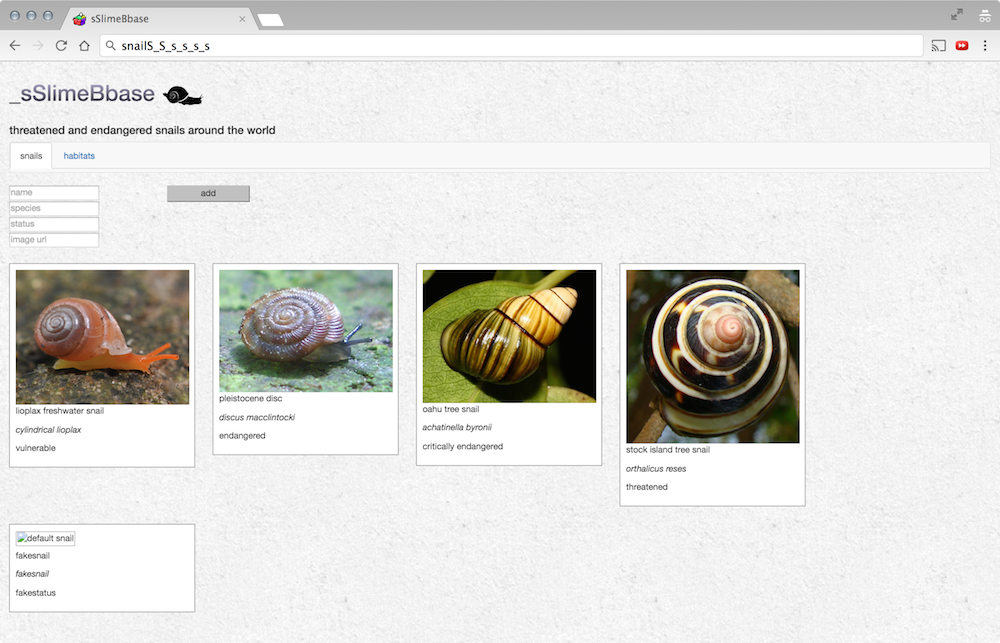 sSlimeBbase
snailS_S_s_s_s_s
_sSlimeBbase
threatened and endangered snails around the world
snails habitats
name add
species
status
image url
lioplax freshwater snail
cylindrical lioplax
vulnerable
pleistocene disc
discus macclintocki
endangered
oahu tree snail
achatinella byronii
critically endangered
stock island tree snail
orthalicus reses
threatened
default snail
fakesnail
fakesnail
fakestatus